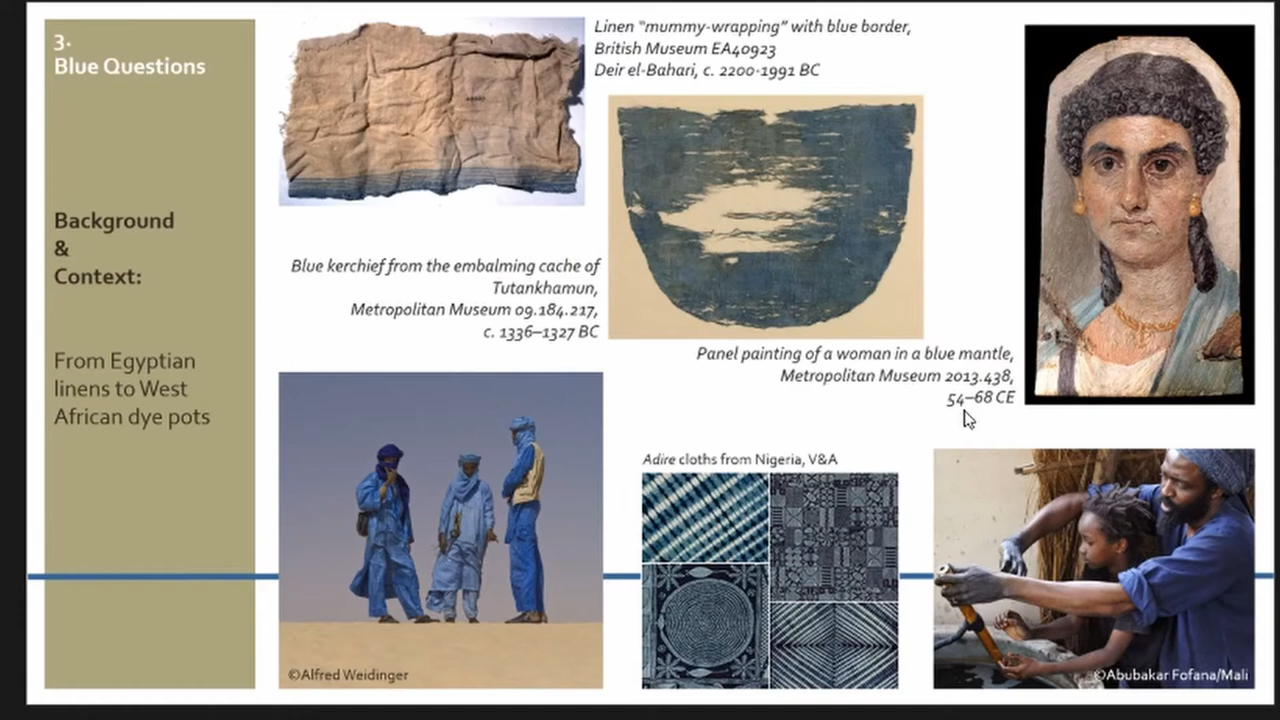 3.
Blue Questions
Background
&
Context:
From Egyptian
linens to West
African dye pots
Linen “mummy-wrapping” with blue border,
British Museum EA40923
Deir el-Bahari, c. 2200-1991 BC
Blue kerchief from the embalming cache of
Tutankhamun,
Metropolitan Museum 09.184.217,
c. 1336–1327 BC
Panel painting of a woman in a blue mantle,
Metropolitan Museum 2013.438,
54–68 CE
Adire cloths from Nigeria, V&A
©Alfred Weidinger
©Abubakar Fofana/Mali